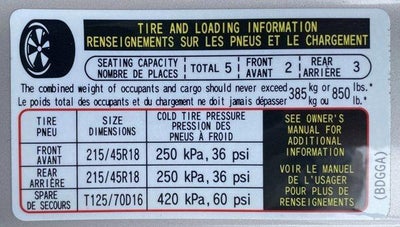 TIRE AND LOADING INFORMATION
RENSEIGNEMENTS SUR LES PNEUS ET LE CHARGEMENT
SEATING CAPACITY
NOMBRE DE PLACES
TOTAL 5
FRONT
AVANT 2
REAR
ARRIÈRE 3
The combined weight of occupants and cargo should never exceed 385 kg or 850 lbs.
Le poids total des occupants et du chargement ne doit jamais dépasser 385 kg ou 850 lb.
TIRE
PNEU
SIZE
DIMENSIONS
COLD TIRE PRESSURE
PRESSION DES
PNEUS À FROID
FRONT
AVANT
215/45R18
250 kPa, 36 psi
REAR
ARRIÈRE
215/45R18
250 kPa, 36 psi
SPARE
DE SECOURS
T125/70D16
420 kPa, 60 psi
SEE OWNER'S
MANUAL FOR
ADDITIONAL
INFORMATION
VOIR LE MANUEL
DE L'USAGER
POUR PLUS DE
RENSEIGNEMENTS
(BDGGA)